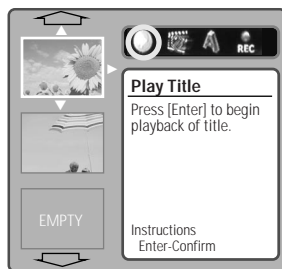 REC
Play Title
Press [Enter] to begin
playback of title.
EMPTY
Instructions
Enter-Confirm